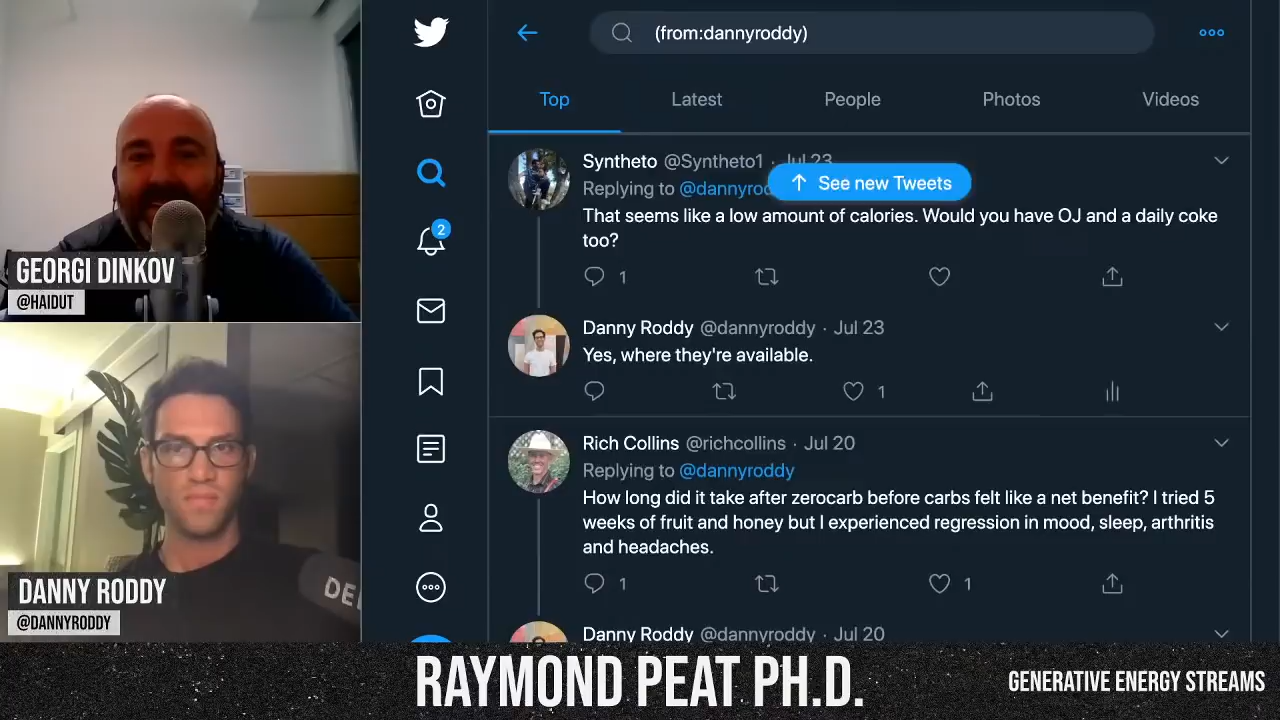 GEORGI DINKOV
@HAIDUT
DANNY RODDY
@DANNYRODDY
DE
(from:dannyroddy)
Top
Latest
People
Photos
Videos
2
Syntheto @Syntheto1 · Jul 23
Replying to @dannyrod
See new Tweets
That seems like a low amount of calories. Would you have OJ and a daily coke
too?
1
Danny Roddy @dannyroddy · Jul 23
Yes, where they're available.
1
Rich Collins @richcollins · Jul 20
Replying to @dannyroddy
How long did it take after zerocarb before carbs felt like a net benefit? I tried 5
weeks of fruit and honey but I experienced regression in mood, sleep, arthritis
and headaches.
1
1
Danny Roddy @dannyroddy · Jul 20
RAYMOND PEAT PH.D.
GENERATIVE ENERGY STREAMS